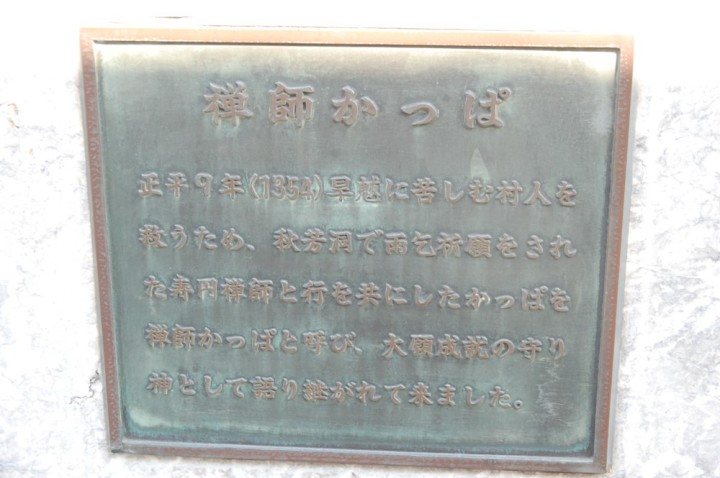 禅師かっぱ
正平9年(1354)早魃に苦しむ村人を
救うため、秋芳洞で雨乞祈願をされ
た寿円禅師と行を共にしたかっぱを
禅師かっぱと呼び、大願成就の守り
神として語り継がれて来ました。